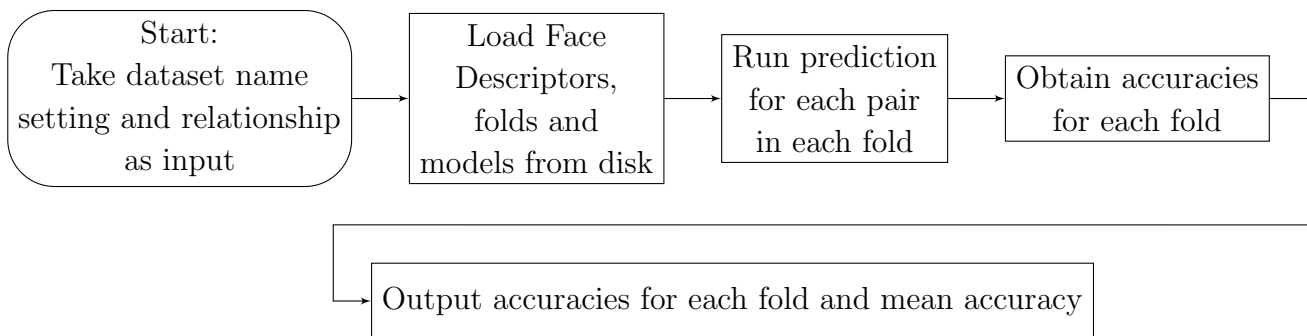 Start:
Take dataset name
setting and relationship
as input
Load Face
Descriptors,
folds and
models from disk
Run prediction
for each pair
in each fold
Obtain accuracies
for each fold
Output accuracies for each fold and mean accuracy